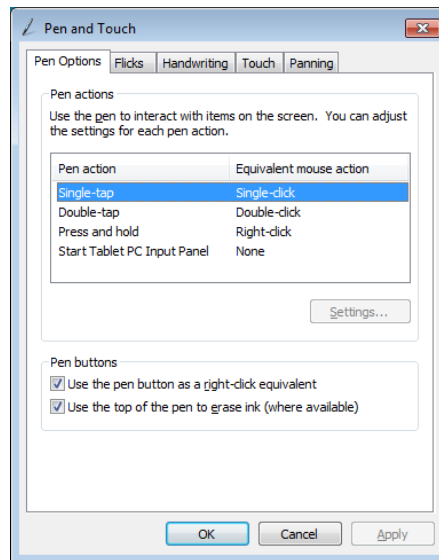 Pen and Touch
Pen Options Flicks Handwriting Touch Panning
Pen actions
Use the pen to interact with items on the screen. You can adjust
the settings for each pen action.
Pen action Equivalent mouse action
Single-tap Single-click
Double-tap Double-click
Press and hold Right-click
Start Tablet PC Input Panel None
Settings...
Pen buttons
Use the pen button as a right-click equivalent
Use the top of the pen to erase ink (where available)
OK Cancel Apply